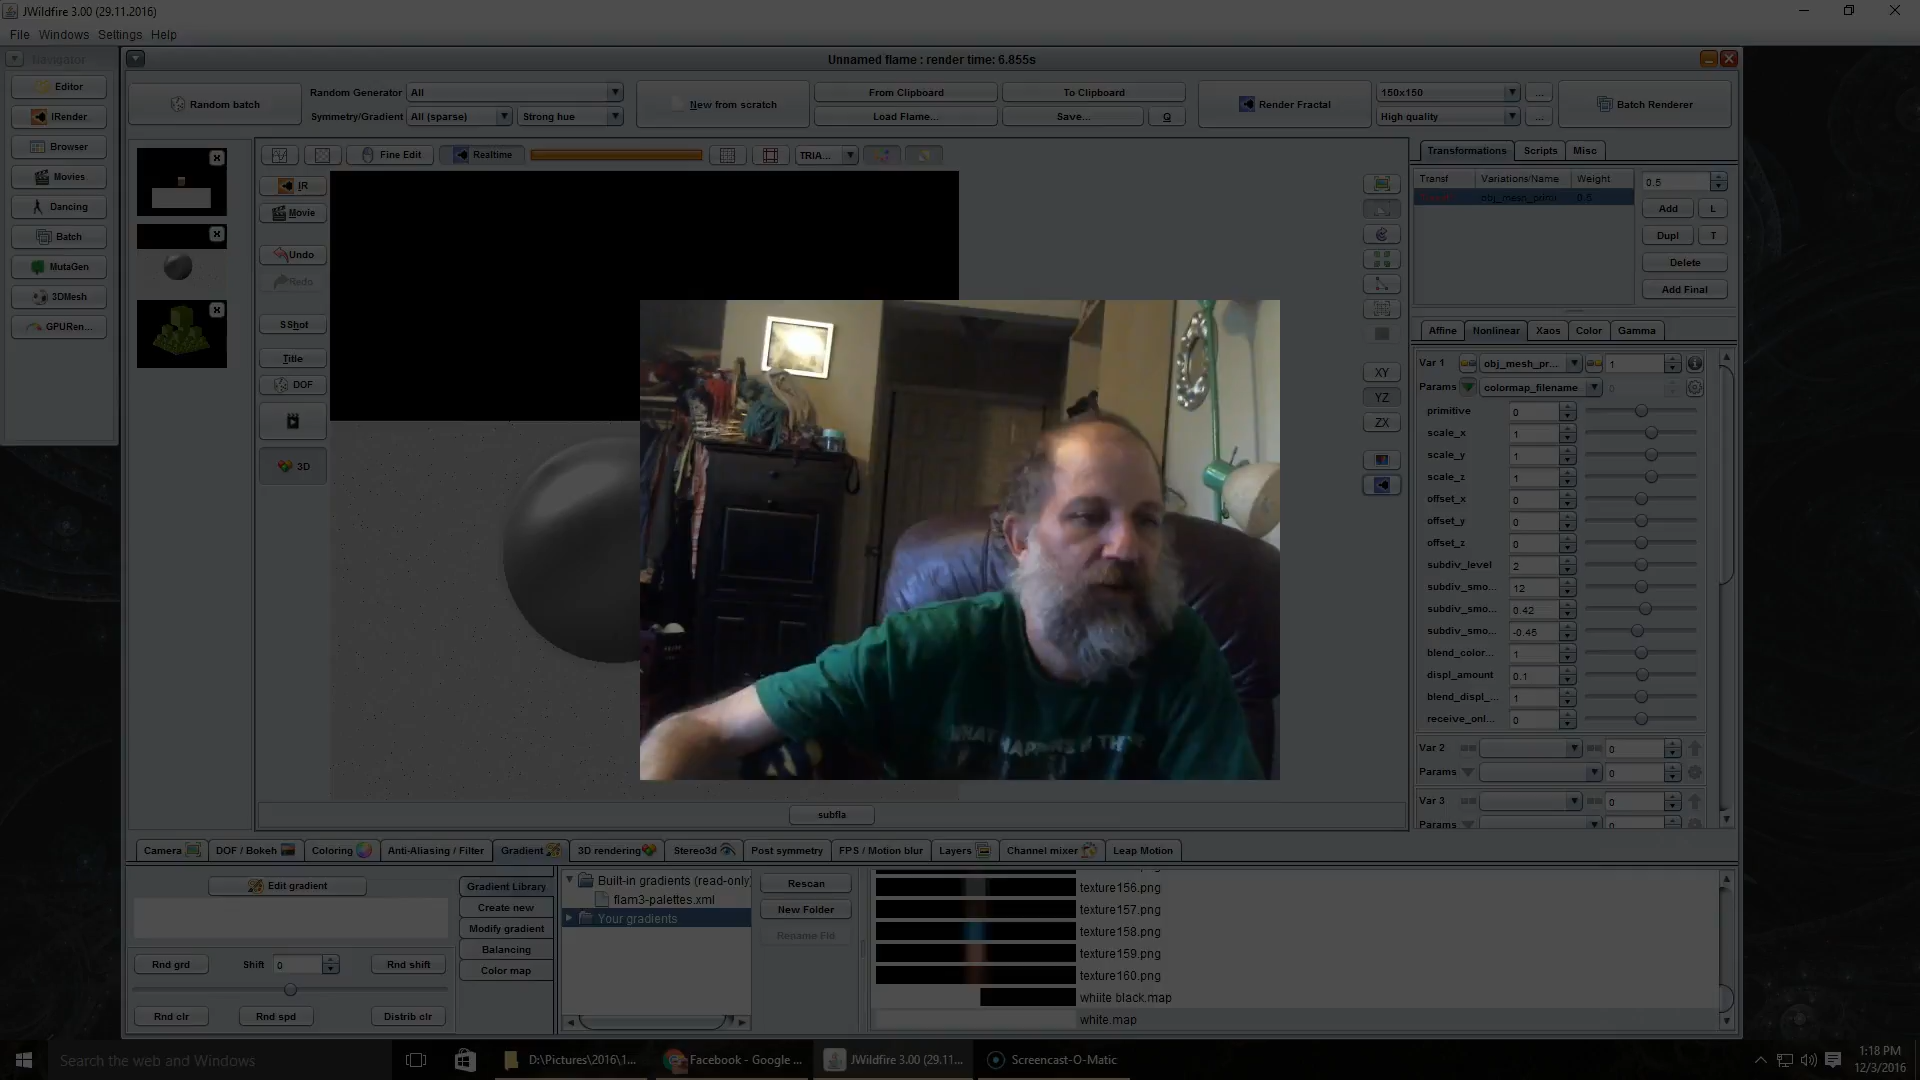 JWildfire 3.00 (29.11.2016)
File Windows Settings Help
Navigator
Unnamed flame : render time: 6.855s
Editor
IRender
Browser
Movies
Dancing
Batch
MutaGen
3DMesh
GPURen...
Random batch
Random Generator All
Symmetry/Gradient All (sparse) Strong hue
New from scratch
From Clipboard To Clipboard
Load Flame... Save... Q
Render Fractal
150x150 ...
High quality ...
Batch Renderer
Fine Edit Realtime TRIA...
IR
Movie
Undo
Redo
SShot
Title
DOF
3D
XY
YZ
ZX
Transformations Scripts Misc
Transf Variations/Name Weight
obj_mesh_primi 0.5
0.5
Add L
Dupl T
Delete
Add Final
Affine Nonlinear Xaos Color Gamma
Var 1 obj_mesh_pr... 1
Params colormap_filename 0
primitive 0
scale_x 1
scale_y 1
scale_z 1
offset_x 0
offset_y 0
offset_z 0
subdiv_level 2
subdiv_smo... 12
subdiv_smo... 0.42
subdiv_smo... -0.45
blend_color... 1
displ_amount 0.1
blend_displ_... 1
receive_onl... 0
Var 2 0
Params 0
Var 3 0
Params 0
subfla
Camera DOF / Bokeh Coloring Anti-Aliasing / Filter Gradient 3D rendering Stereo3d Post symmetry FPS / Motion blur Layers Channel mixer Leap Motion
Edit gradient
Rnd grd Shift 0 Rnd shift
Rnd clr Rnd spd Distrib clr
Gradient Library
Create new
Modify gradient
Balancing
Color map
Built-in gradients (read-only
flam3-palettes.xml
Your gradients
Rescan
New Folder
Rename Fld
texture156.png
texture157.png
texture158.png
texture159.png
texture160.png
whiite black.map
white.map
Search the web and Windows
D:\Pictures\2016\1...
Facebook - Google ...
JWildfire 3.00 (29.11...
Screencast-O-Matic
1:18 PM
12/3/2016